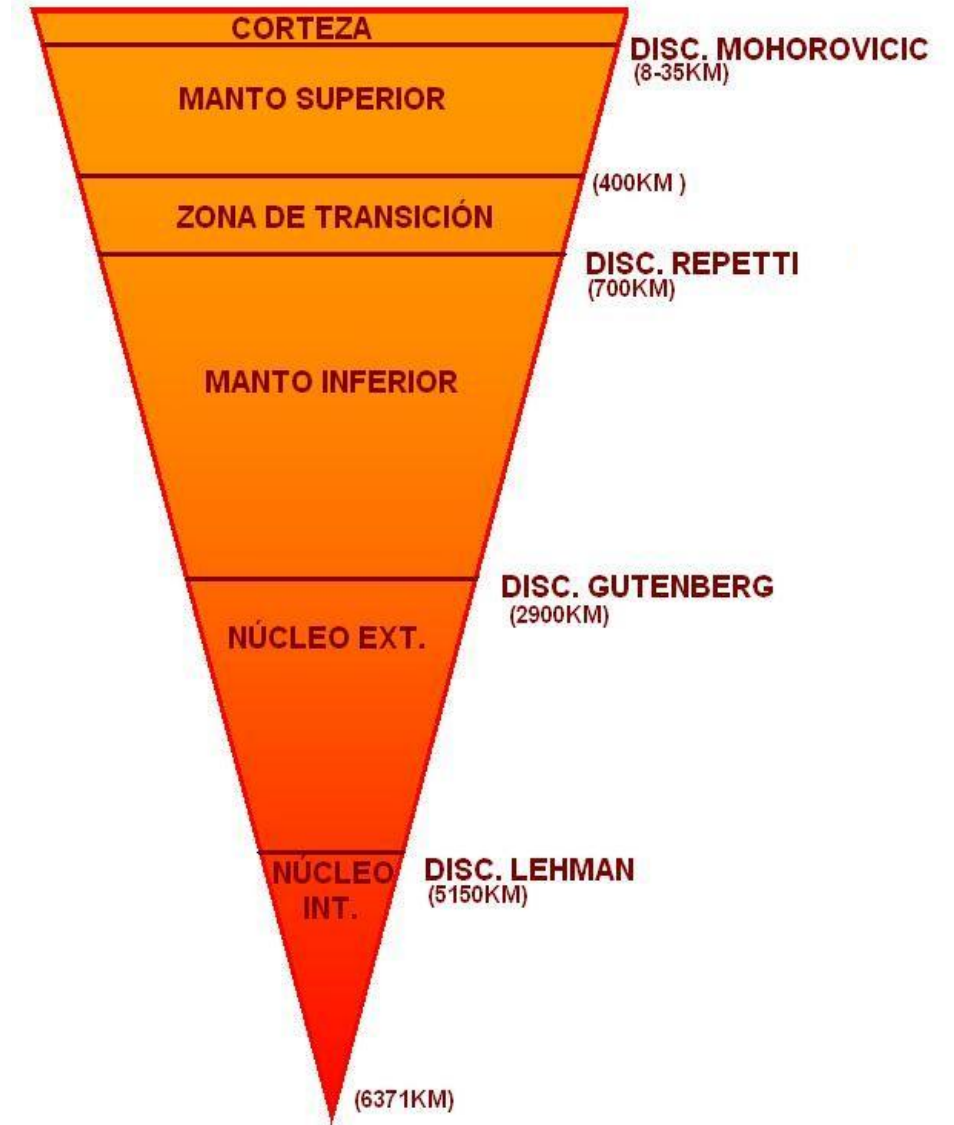 CORTEZA
DISC. MOHOROVICIC
(8-35KM)
MANTO SUPERIOR
(400KM )
ZONA DE TRANSICIÓN
DISC. REPETTI
(700KM)
MANTO INFERIOR
DISC. GUTENBERG
(2900KM)
NÚCLEO EXT.
DISC. LEHMAN
(5150KM)
NÚCLEO
INT.
(6371KM)